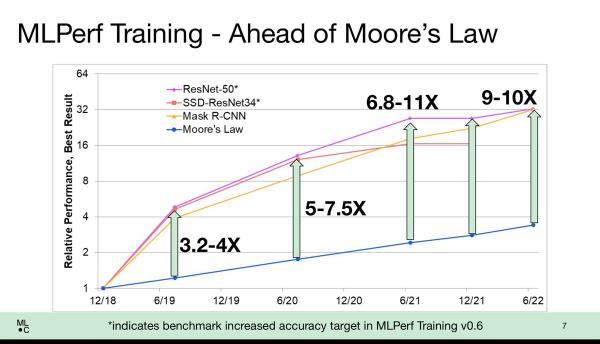 MLPerf Training - Ahead of Moore's Law
Relative Performance, Best Result
64
32
16
8
4
2
1
ResNet-50*
SSD-ResNet34*
Mask R-CNN
Moore's Law
3.2-4X
5-7.5X
6.8-11X
9-10X
12/18
6/19
12/19
6/20
12/20
6/21
12/21
6/22
ML
C
*indicates benchmark increased accuracy target in MLPerf Training v0.6
7